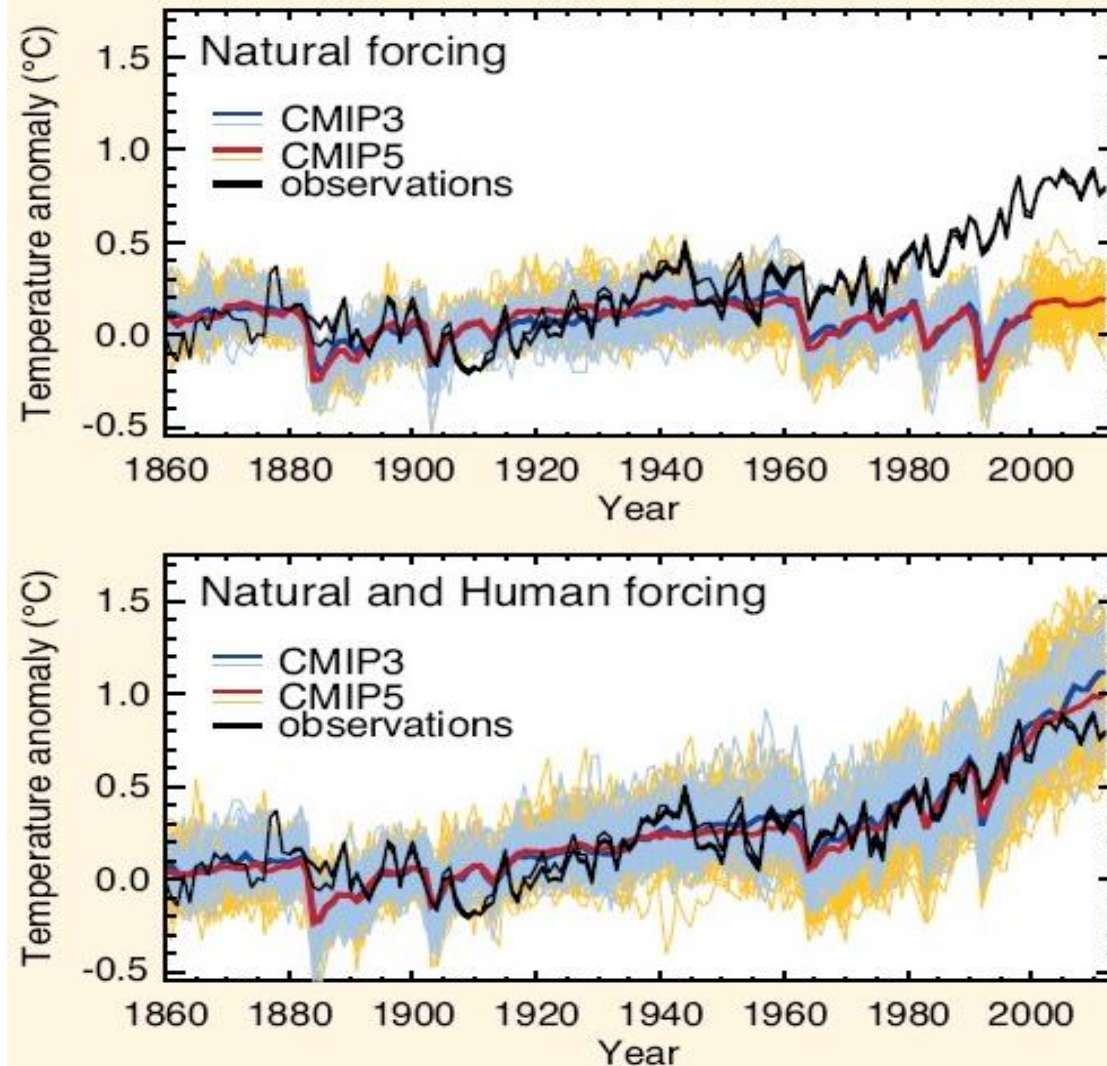 Natural forcing
CMIP3
CMIP5
observations
Temperature anomaly (°C)
1.5
1.0
0.5
0.0
-0.5
1860 1880 1900 1920 1940 1960 1980 2000
Year
Natural and Human forcing
CMIP3
CMIP5
observations
Temperature anomaly (°C)
1.5
1.0
0.5
0.0
-0.5
1860 1880 1900 1920 1940 1960 1980 2000
Year